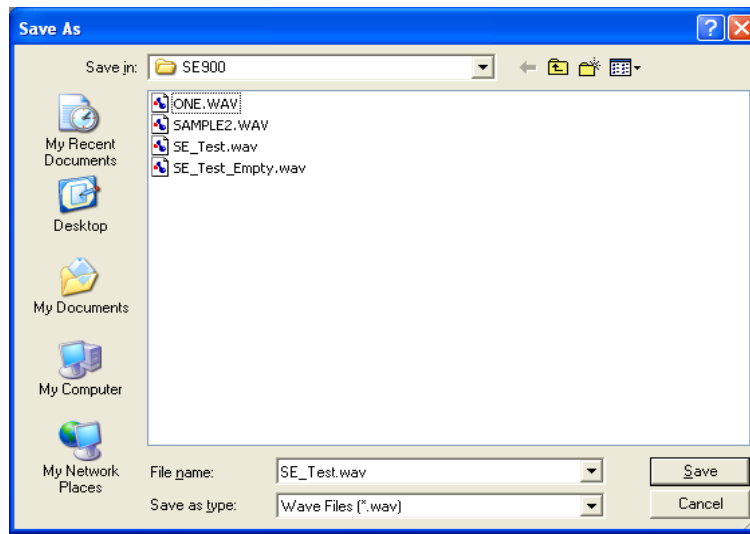 Save As
Save in: SE900
ONE.WAV
SAMPLE2.WAV
SE_Test.wav
SE_Test_Empty.wav
My Recent
Documents
Desktop
My Documents
My Computer
My Network
Places
File name: SE_Test.wav Save
Save as type: Wave Files (*.wav) Cancel